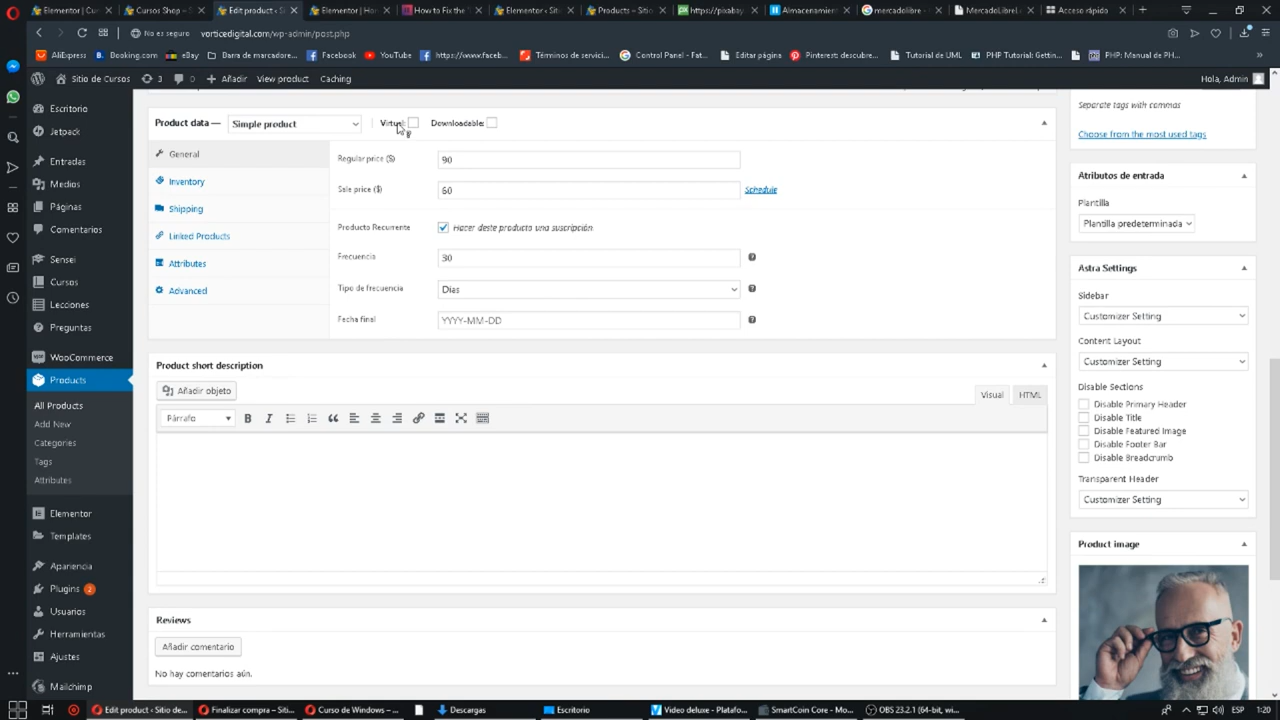 Elementor | Cur
Cursos Shop – S
Edit product ‹ S
Elementor | Ho
How to Fix the
Elementor ‹ Siti
Products – Sitio
https://pixabay
Almacenamien
mercadolibre -
MercadoLibre
Acceso rápido
No es seguro vorticedigital.com/wp-admin/post.php
AliExpress Booking.com eBay Barra de marcadore... Facebook YouTube https://www.faceb... Términos de servici... Control Panel - Fat... Editar página Pinterest: descubre... Tutorial de UML PHP Tutorial: Gettin... PHP: Manual de PH...
Sitio de Cursos 3 0 Añadir View product Caching Hola, Admin
Escritorio
Jetpack
Entradas
Medios
Páginas
Comentarios
Sensei
Cursos
Lecciones
Preguntas
WooCommerce
Products
All Products
Add New
Categories
Tags
Attributes
Elementor
Templates
Apariencia
Plugins 2
Usuarios
Herramientas
Ajustes
Mailchimp
Product data — Simple product Virtual: Downloadable:
General
Inventory
Shipping
Linked Products
Attributes
Advanced
Regular price ($) 90
Sale price ($) 60 Schedule
Producto Recurrente Hacer deste producto una suscripción
Frecuencia 30
Tipo de frecuencia Días
Fecha final YYYY-MM-DD
Product short description
Añadir objeto
Visual HTML
Párrafo B I
Reviews
Añadir comentario
No hay comentarios aún.
Separate tags with commas
Choose from the most used tags
Atributos de entrada
Plantilla
Plantilla predeterminada
Astra Settings
Sidebar
Customizer Setting
Content Layout
Customizer Setting
Disable Sections
Disable Primary Header
Disable Title
Disable Featured Image
Disable Footer Bar
Disable Breadcrumb
Transparent Header
Customizer Setting
Product image
Edit product ‹ Sitio de... Finalizar compra – Siti... Curso de Windows –... Descargas Escritorio Video deluxe - Platafo... SmartCoin Core - Mo... OBS 23.2.1 (64-bit, wi... ESP 1:20